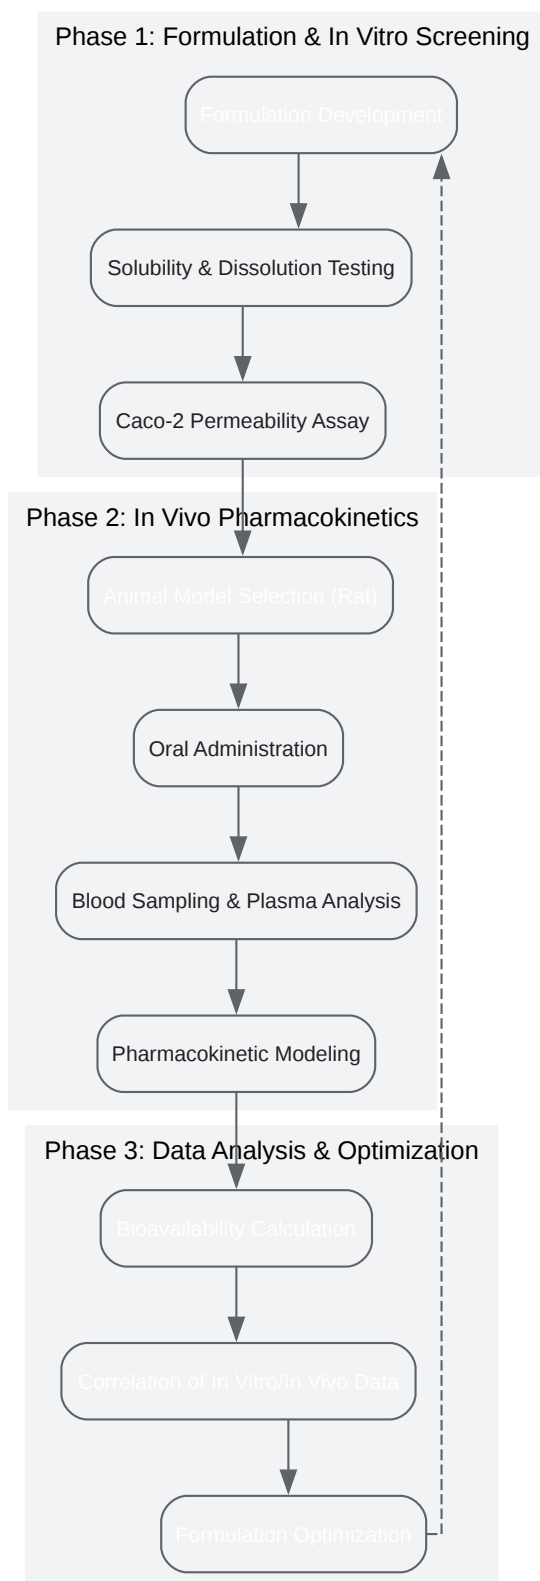 Phase 1: Formulation & In Vitro Screening
Formulation Development
Solubility & Dissolution Testing
Caco-2 Permeability Assay
Phase 2: In Vivo Pharmacokinetics
Animal Model Selection (Rat)
Oral Administration
Blood Sampling & Plasma Analysis
Pharmacokinetic Modeling
Phase 3: Data Analysis & Optimization
Bioavailability Calculation
Correlation of In Vitro/In Vivo Data
Formulation Optimization